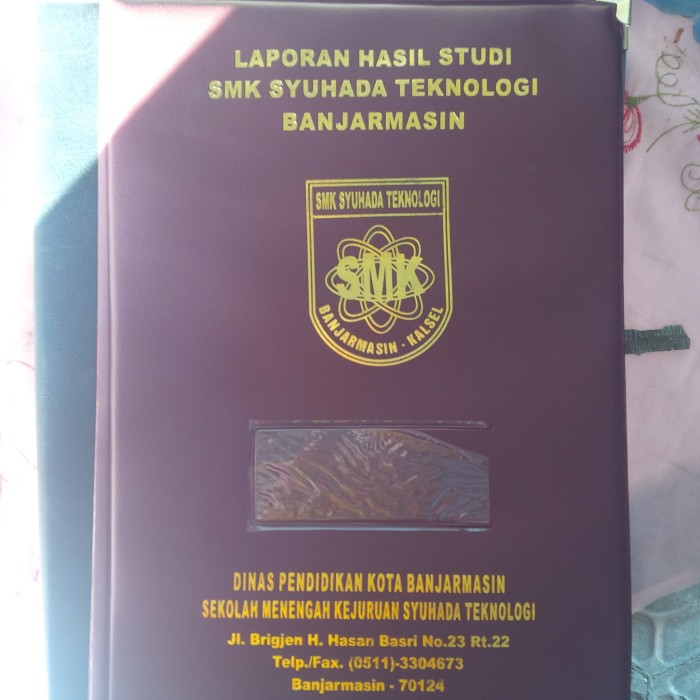 LAPORAN HASIL STUDI
SMK SYUHADA TEKNOLOGI
BANJARMASIN
SMK SYUHADA TEKNOLOGI
SMK
BANJARMASIN - KALSEL
DINAS PENDIDIKAN KOTA BANJARMASIN
SEKOLAH MENENGAH KEJURUAN SYUHADA TEKNOLOGI
Jl. Brigjen H. Hasan Basri No.23 Rt.22
Telp./Fax. (0511)-3304673
Banjarmasin - 70124